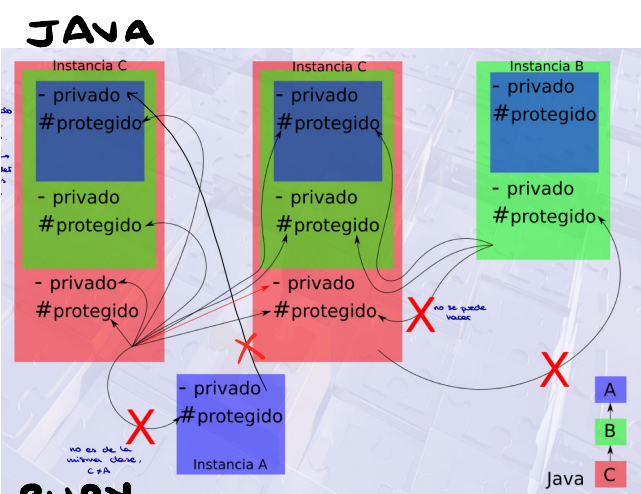 JAVA
Instancia C
- privado
#protegido
- privado
#protegido
- privado
#protegido
Instancia C
- privado
#protegido
- privado
#protegido
- privado
#protegido
Instancia B
- privado
#protegido
- privado
#protegido
no se puede
hacer
- privado
#protegido
Instancia A
no es de la
misma clase,
C≠A
A
B
Java C
RUBY